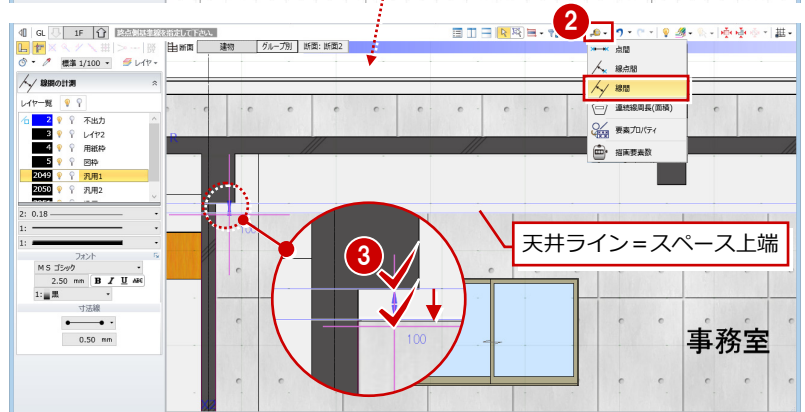 2
GL 1F 終点側基準線を指定して下さい。
断面 建物 グループ別 断面: 断面2
標準 1/100 レイヤ
線間の計測
レイヤー覧
2 不出力
3 レイヤ2
4 用紙枠
5 図枠
2049 汎用1
2050 汎用2
2: 0.18
1:
1:
フォント
MS ゴシック
2.50 mm B I U ABC
1: 黒
寸法線
0.50 mm
点間
線点間
線間
連続線周長(面積)
要素プロパティ
描画要素数
R
100
3
100
天井ライン＝スペース上端
事務室